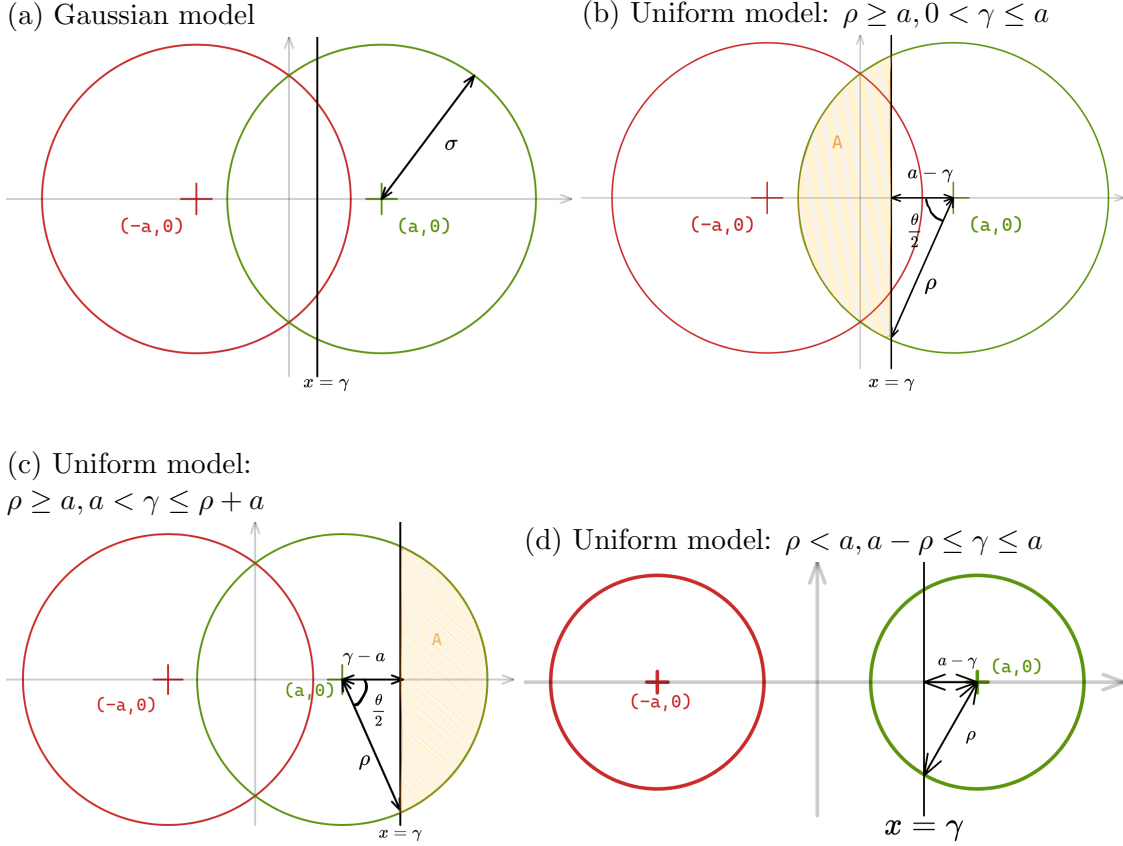 (a) Gaussian model
σ
(-a,0)
(a,0)
x = γ
(b) Uniform model: ρ ≥ a, 0 < γ ≤ a
A
a − γ
(-a,0)
θ/2
(a,0)
ρ
x = γ
(c) Uniform model:
ρ ≥ a, a < γ ≤ ρ + a
A
γ − a
(-a,0)
(a,0)
θ/2
ρ
x = γ
(d) Uniform model: ρ < a, a − ρ ≤ γ ≤ a
a − γ
(a,0)
(-a,0)
ρ
x = γ